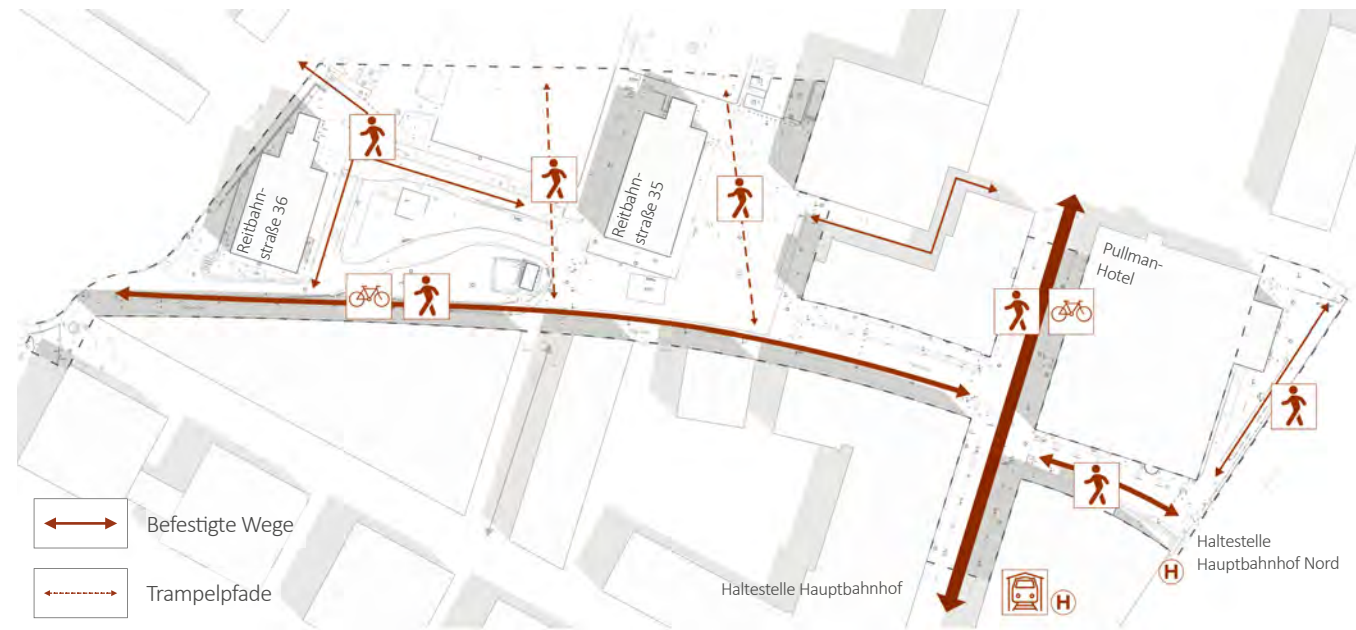 Reitbahn-
straße 36
Reitbahn-
straße 35
Pullman-
Hotel
Befestigte Wege
Trampelpfade
Haltestelle Hauptbahnhof
H
Haltestelle
Hauptbahnhof Nord
H